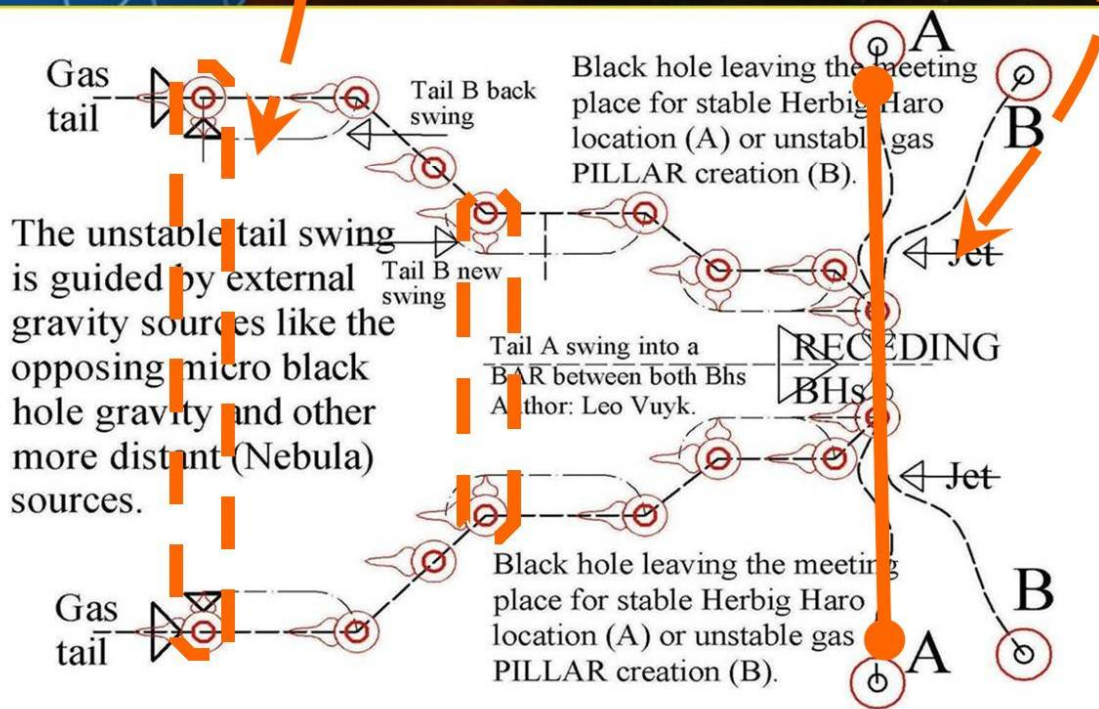 Gas
tail
Tail B back
swing
Black hole leaving the meeting
place for stable Herbig Haro
location (A) or unstable gas
PILLAR creation (B).
A
B
The unstable tail swing
is guided by external
gravity sources like the
opposing micro black
hole gravity and other
more distant (Nebula)
sources.
Tail B new
swing
Jet
Tail A swing into a
BAR between both Bhs
Author: Leo Vuyk.
RECEDING
BHs
Jet
Black hole leaving the meeting
place for stable Herbig Haro
location (A) or unstable gas
PILLAR creation (B).
Gas
tail
B
A